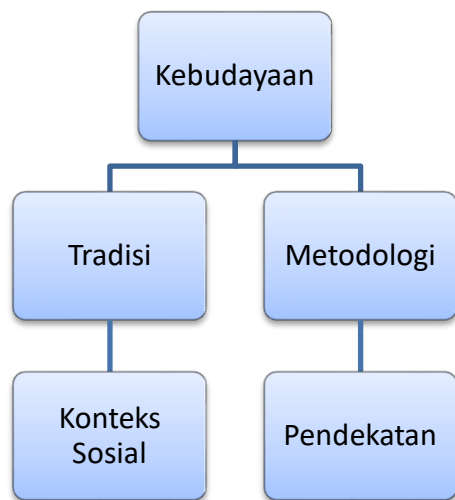 Kebudayaan
Tradisi
Metodologi
Konteks
Sosial
Pendekatan